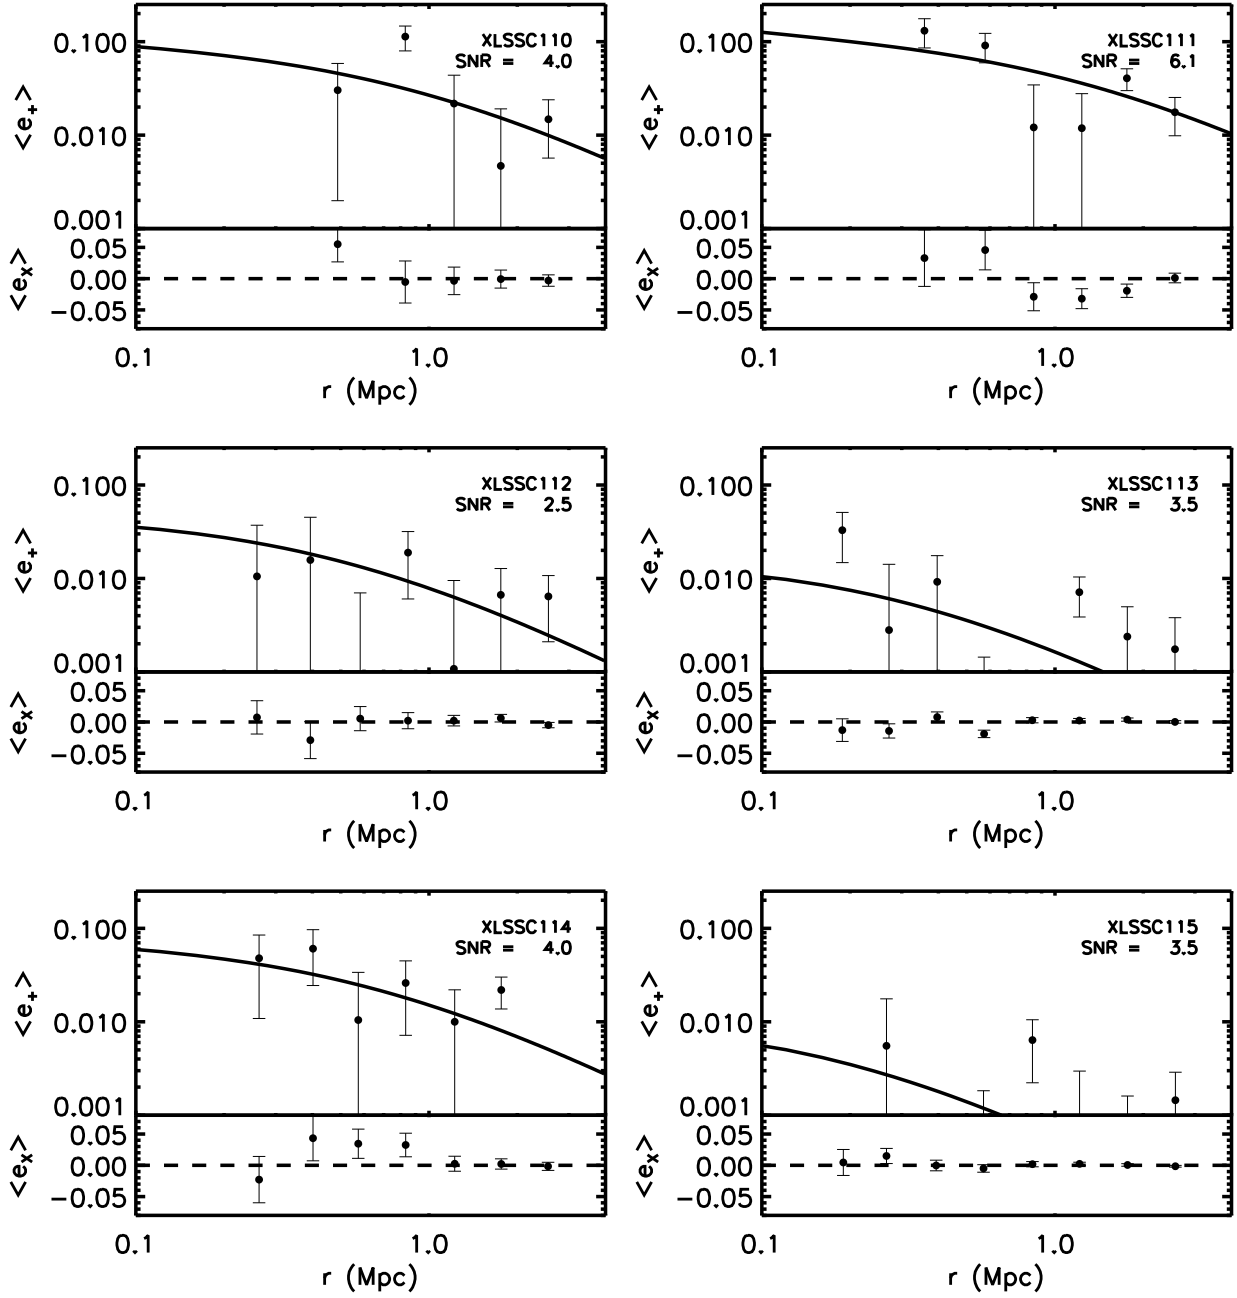 XLSSC110
SNR = 4.0
0.100
0.010
0.001
<e+>
0.05
0.00
−0.05
<ex>
0.1 1.0
r (Mpc)
XLSSC111
SNR = 6.1
0.100
0.010
0.001
<e+>
0.05
0.00
−0.05
<ex>
0.1 1.0
r (Mpc)
XLSSC112
SNR = 2.5
0.100
0.010
0.001
<e+>
0.05
0.00
−0.05
<ex>
0.1 1.0
r (Mpc)
XLSSC113
SNR = 3.5
0.100
0.010
0.001
<e+>
0.05
0.00
−0.05
<ex>
0.1 1.0
r (Mpc)
XLSSC114
SNR = 4.0
0.100
0.010
0.001
<e+>
0.05
0.00
−0.05
<ex>
0.1 1.0
r (Mpc)
XLSSC115
SNR = 3.5
0.100
0.010
0.001
<e+>
0.05
0.00
−0.05
<ex>
0.1 1.0
r (Mpc)